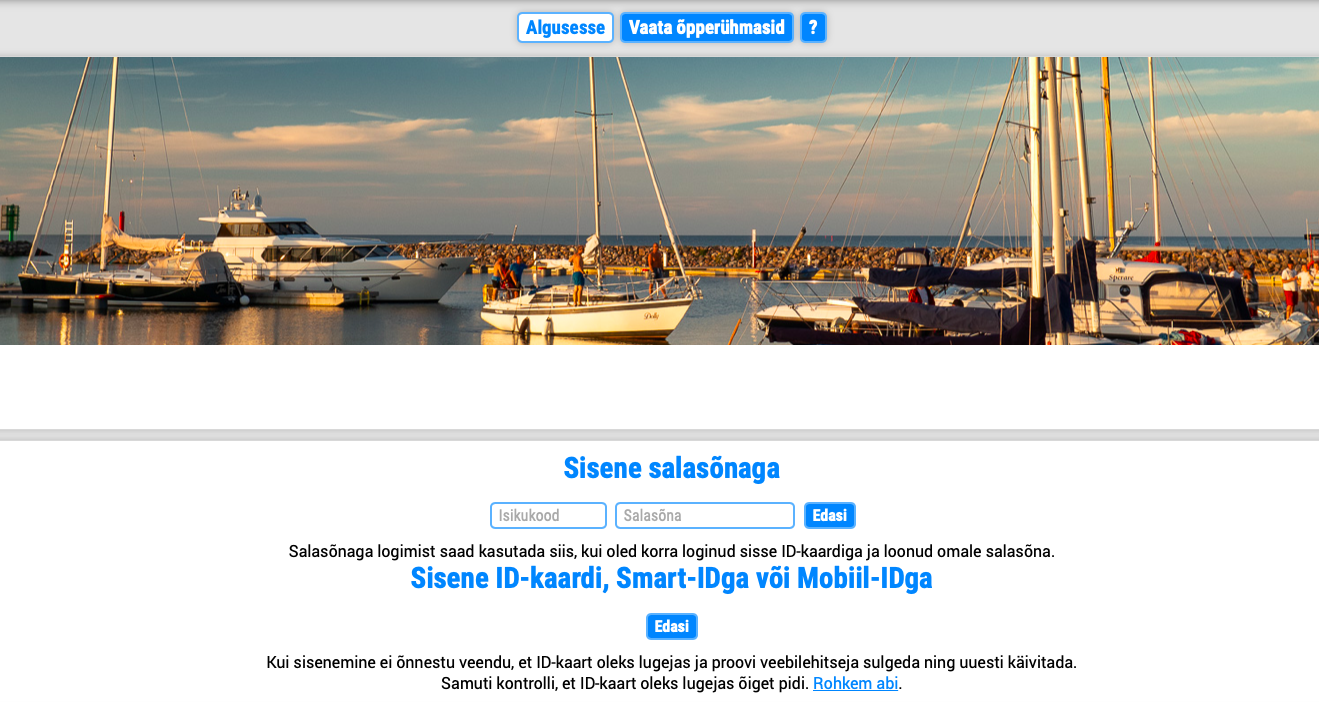 Algusesse Vaata õpperühmasid ?
Dolly
Sisene salasõnaga
Isikukood Salasõna Edasi
Salasõnaga logimist saad kasutada siis, kui oled korra loginud sisse ID-kaardiga ja loonud omale salasõna.
Sisene ID-kaardi, Smart-IDga või Mobiil-IDga
Edasi
Kui sisenemine ei õnnestu veendu, et ID-kaart oleks lugejas ja proovi veebilehitseja sulgeda ning uuesti käivitada.
Samuti kontrolli, et ID-kaart oleks lugejas õiget pidi. Rohkem abi.